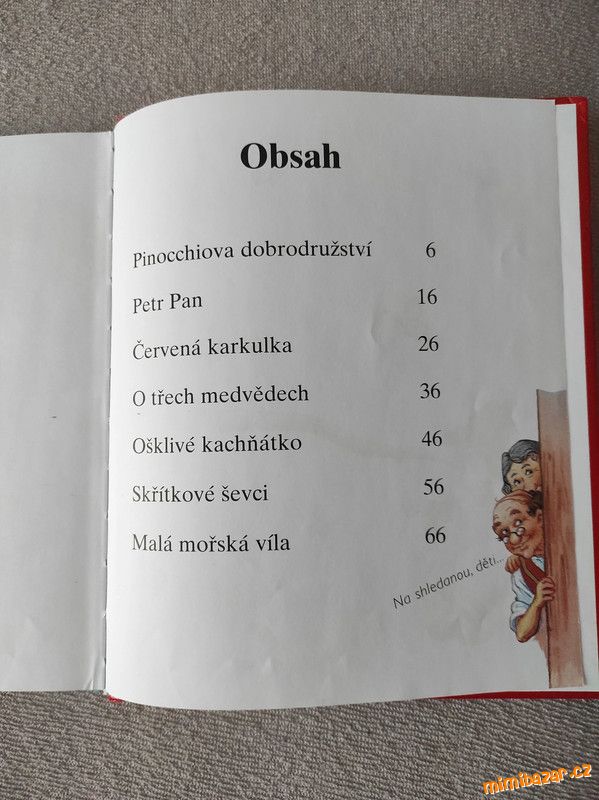 Obsah
Pinocchiova dobrodružství 6
Petr Pan 16
Červená karkulka 26
O třech medvědech 36
Ošklivé kachňátko 46
Skřítkové ševci 56
Malá mořská víla 66
Na shledanou, děti...
mimibazar.cz